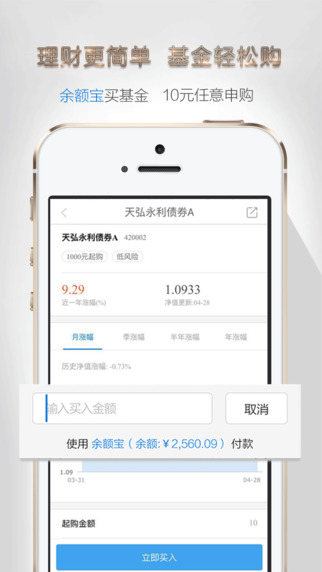 理财更简单 基金轻松购
余额宝买基金 10元任意申购
天弘永利债券A
天弘永利债券A 420002
1000元起购 低风险
9.29 1.0933
近一年涨幅(%) 净值更新:04-28
月涨幅 季涨幅 半年涨幅 年涨幅
历史净值涨幅: -0.73%
输入买入金额 取消
使用 余额宝（余额:￥2,560.09）付款
1.09
03-31 04-28
起购金额 10
立即买入